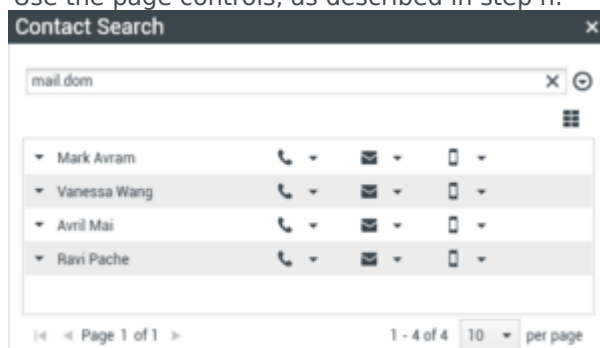 Use the page controls, as described in step h.
Contact Search
mail.dom
Mark Avram
Vanessa Wang
Avril Mai
Ravi Pache
Page 1 of 1 1 - 4 of 4 10 per page